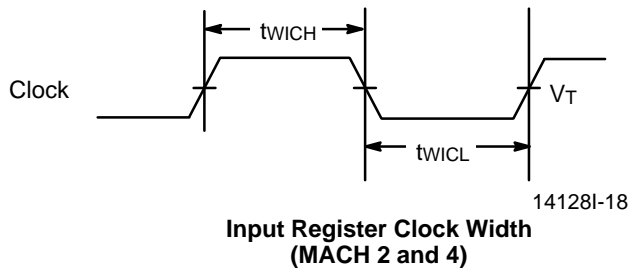 tWICH
Clock
VT
tWICL
14128I-18
Input Register Clock Width
(MACH 2 and 4)